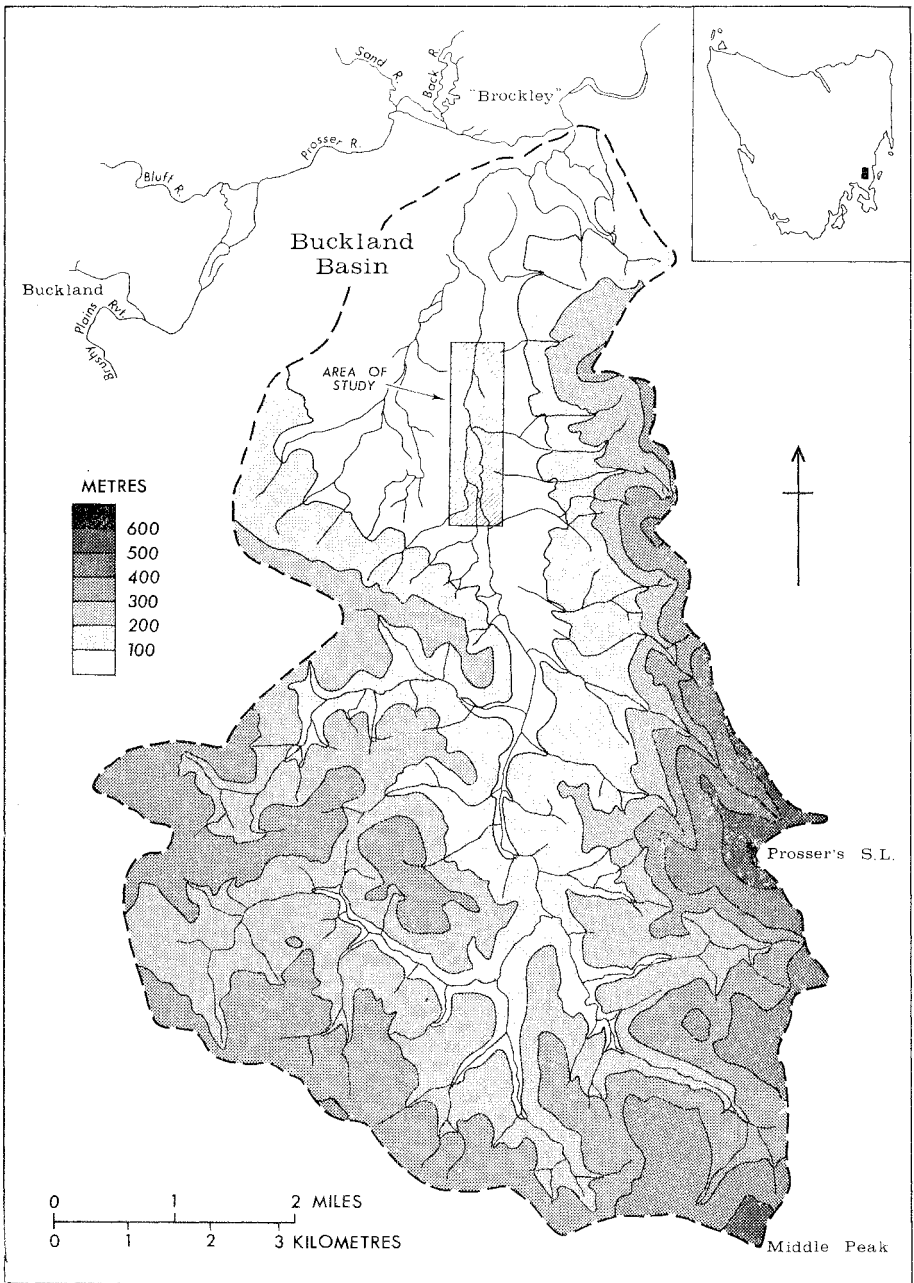 Sand R.
Back R.
"Brockley"
Prosser R.
Bluff R.
Buckland
Basin
Buckland
Brushy
Plains Rvt.
AREA OF
STUDY
METRES
600
500
400
300
200
100
Prosser's S.L.
0 1 2 MILES
0 1 2 3 KILOMETRES
Middle Peak